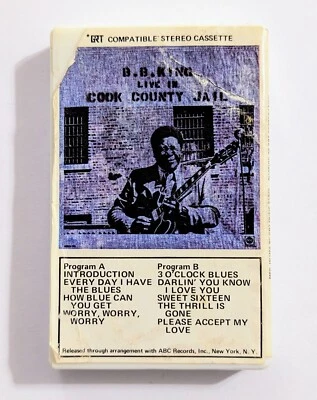 GRT COMPATIBLE STEREO CASSETTE
B.B.KING
LIVE IN
COOK COUNTY JAIL
Program A
INTRODUCTION
EVERY DAY I HAVE
THE BLUES
HOW BLUE CAN
YOU GET
WORRY, WORRY,
WORRY
Program B
3 O'CLOCK BLUES
DARLIN' YOU KNOW
I LOVE YOU
SWEET SIXTEEN
THE THRILL IS
GONE
PLEASE ACCEPT MY
LOVE
Released through arrangement with ABC Records, Inc., New York, N. Y.